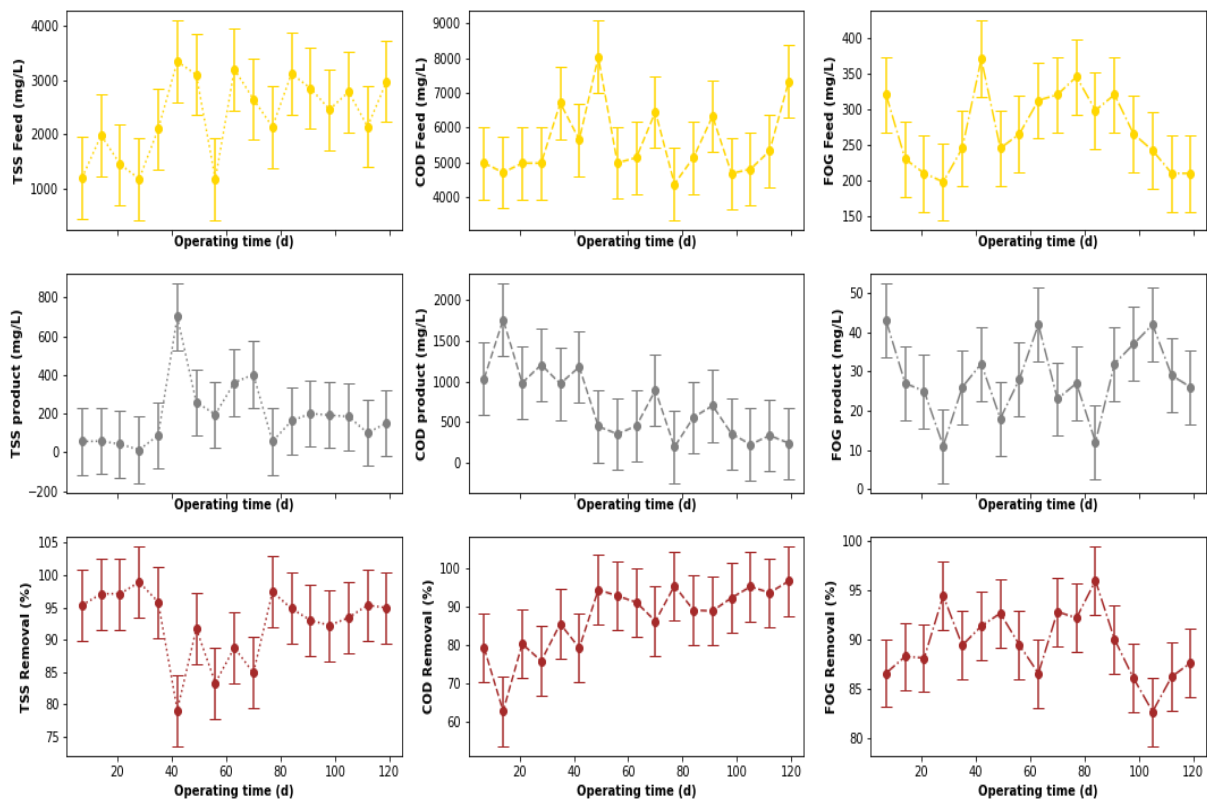 TSS Feed (mg/L)
4000
3000
2000
1000
Operating time (d)
COD Feed (mg/L)
9000
8000
7000
6000
5000
4000
Operating time (d)
FOG Feed (mg/L)
400
350
300
250
200
150
Operating time (d)
TSS product (mg/L)
800
600
400
200
0
−200
Operating time (d)
COD product (mg/L)
2000
1500
1000
500
0
Operating time (d)
FOG product (mg/L)
50
40
30
20
10
0
Operating time (d)
TSS Removal (%)
105
100
95
90
85
80
75
20 40 60 80 100 120
Operating time (d)
COD Removal (%)
100
90
80
70
60
20 40 60 80 100 120
Operating time (d)
FOG Removal (%)
100
95
90
85
80
20 40 60 80 100 120
Operating time (d)